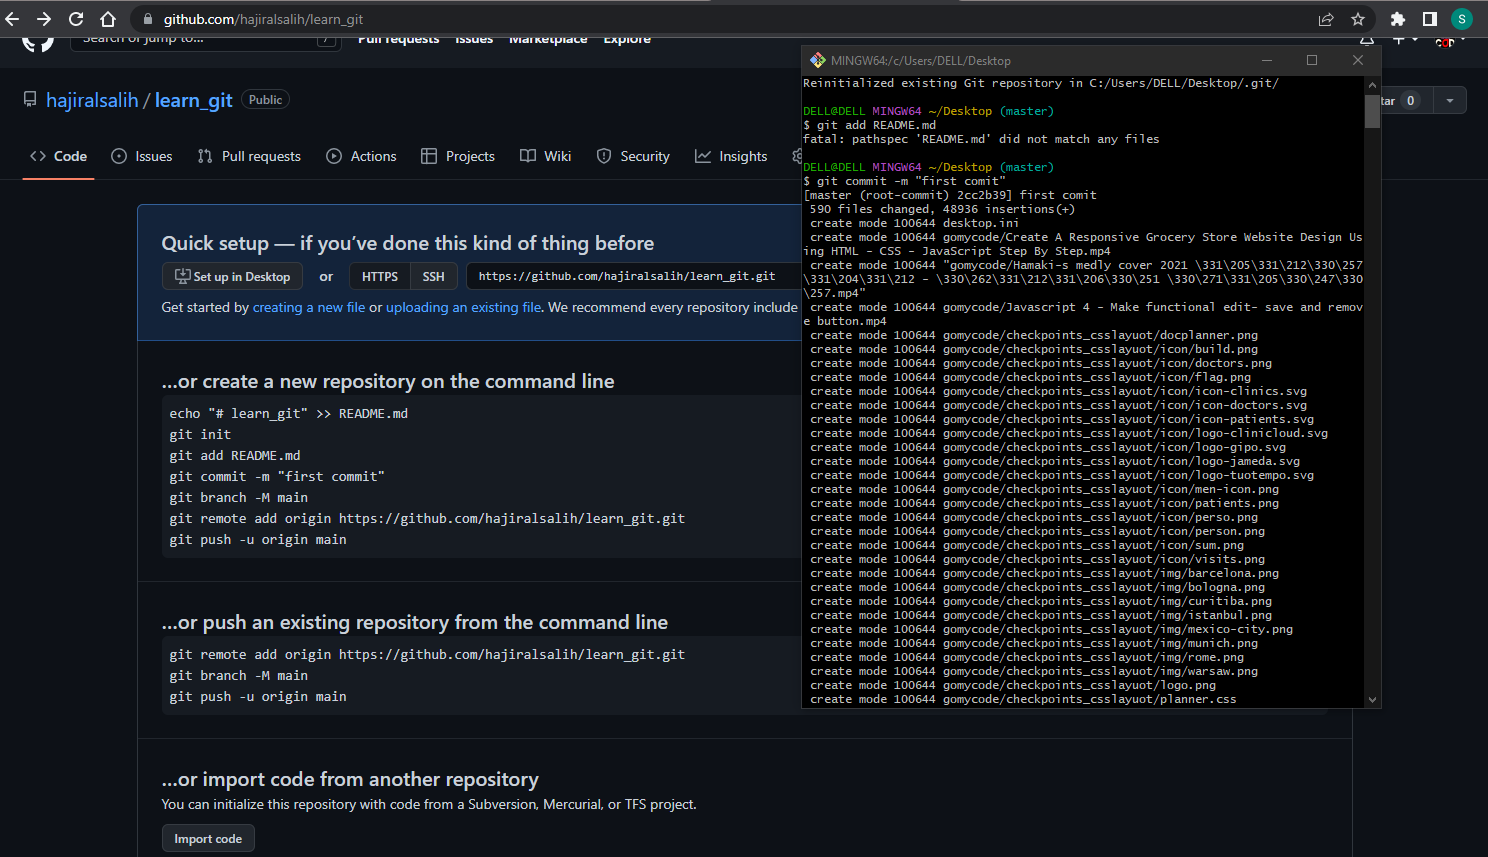 github.com/hajiralsalih/learn_git
Search or jump to...
/
Pull requests Issues Marketplace Explore
hajiralsalih / learn_git Public
Star 0
Code Issues Pull requests Actions Projects Wiki Security Insights
Quick setup — if you've done this kind of thing before
Set up in Desktop or HTTPS SSH https://github.com/hajiralsalih/learn_git.git
Get started by creating a new file or uploading an existing file. We recommend every repository include
...or create a new repository on the command line
echo "# learn_git" >> README.md
git init
git add README.md
git commit -m "first commit"
git branch -M main
git remote add origin https://github.com/hajiralsalih/learn_git.git
git push -u origin main
...or push an existing repository from the command line
git remote add origin https://github.com/hajiralsalih/learn_git.git
git branch -M main
git push -u origin main
...or import code from another repository
You can initialize this repository with code from a Subversion, Mercurial, or TFS project.
Import code
S
MINGW64:/c/Users/DELL/Desktop
Reinitialized existing Git repository in C:/Users/DELL/Desktop/.git/
DELL@DELL MINGW64 ~/Desktop (master)
$ git add README.md
fatal: pathspec 'README.md' did not match any files
DELL@DELL MINGW64 ~/Desktop (master)
$ git commit -m "first comit"
[master (root-commit) 2cc2b39] first comit
590 files changed, 48936 insertions(+)
create mode 100644 desktop.ini
create mode 100644 gomycode/Create A Responsive Grocery Store Website Design Us
ing HTML - CSS - JavaScript Step By Step.mp4
create mode 100644 "gomycode/Hamaki-s medly cover 2021 \331\205\331\212\330\257
\331\204\331\212 - \330\262\331\212\331\206\330\251 \330\271\331\205\330\247\330
\257.mp4"
create mode 100644 gomycode/Javascript 4 - Make functional edit- save and remov
e button.mp4
create mode 100644 gomycode/checkpoints_csslayuot/docplanner.png
create mode 100644 gomycode/checkpoints_csslayuot/icon/build.png
create mode 100644 gomycode/checkpoints_csslayuot/icon/doctors.png
create mode 100644 gomycode/checkpoints_csslayuot/icon/flag.png
create mode 100644 gomycode/checkpoints_csslayuot/icon/icon-clinics.svg
create mode 100644 gomycode/checkpoints_csslayuot/icon/icon-doctors.svg
create mode 100644 gomycode/checkpoints_csslayuot/icon/icon-patients.svg
create mode 100644 gomycode/checkpoints_csslayuot/icon/logo-clinicloud.svg
create mode 100644 gomycode/checkpoints_csslayuot/icon/logo-gipo.svg
create mode 100644 gomycode/checkpoints_csslayuot/icon/logo-jameda.svg
create mode 100644 gomycode/checkpoints_csslayuot/icon/logo-tuotempo.svg
create mode 100644 gomycode/checkpoints_csslayuot/icon/men-icon.png
create mode 100644 gomycode/checkpoints_csslayuot/icon/patients.png
create mode 100644 gomycode/checkpoints_csslayuot/icon/perso.png
create mode 100644 gomycode/checkpoints_csslayuot/icon/person.png
create mode 100644 gomycode/checkpoints_csslayuot/icon/sum.png
create mode 100644 gomycode/checkpoints_csslayuot/icon/visits.png
create mode 100644 gomycode/checkpoints_csslayuot/img/barcelona.png
create mode 100644 gomycode/checkpoints_csslayuot/img/bologna.png
create mode 100644 gomycode/checkpoints_csslayuot/img/curitiba.png
create mode 100644 gomycode/checkpoints_csslayuot/img/istanbul.png
create mode 100644 gomycode/checkpoints_csslayuot/img/mexico-city.png
create mode 100644 gomycode/checkpoints_csslayuot/img/munich.png
create mode 100644 gomycode/checkpoints_csslayuot/img/rome.png
create mode 100644 gomycode/checkpoints_csslayuot/img/warsaw.png
create mode 100644 gomycode/checkpoints_csslayuot/logo.png
create mode 100644 gomycode/checkpoints_csslayuot/planner.css